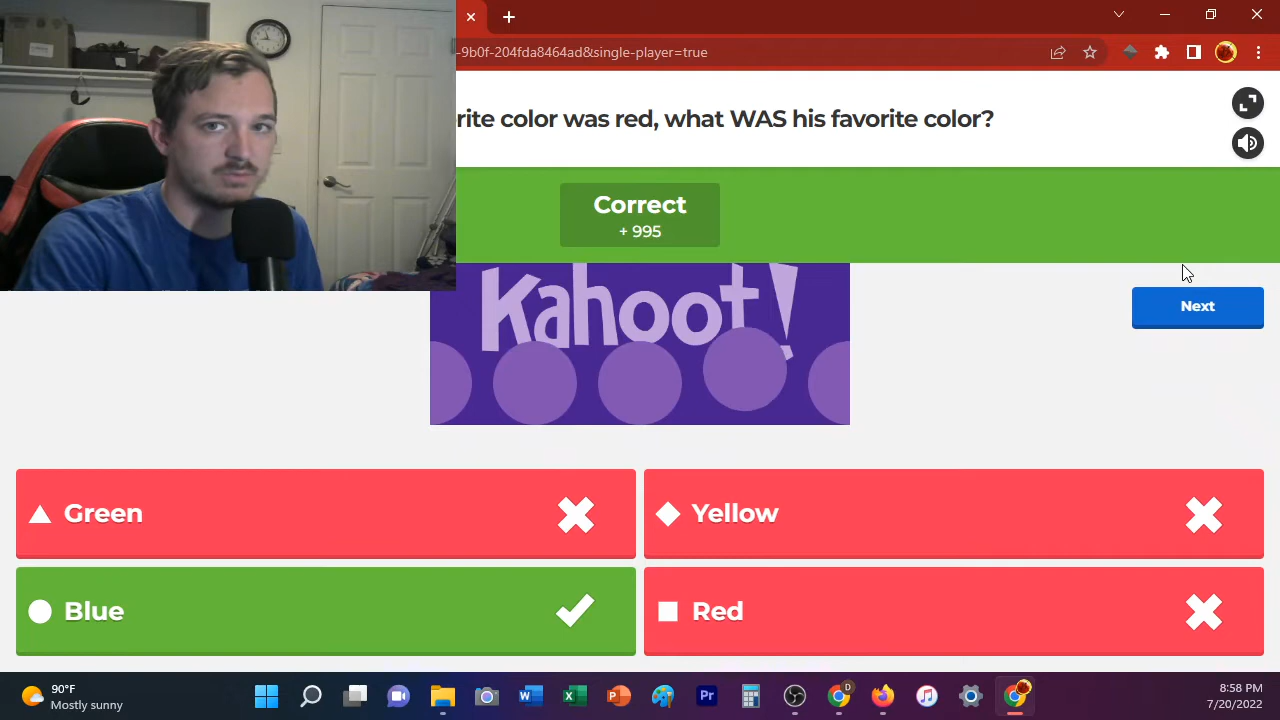 -9b0f-204fda8464ad&single-player=true
rite color was red, what WAS his favorite color?
Correct
+ 995
Kahoot!
Next
Green
Yellow
Blue
Red
90°F
Mostly sunny
8:58 PM
7/20/2022